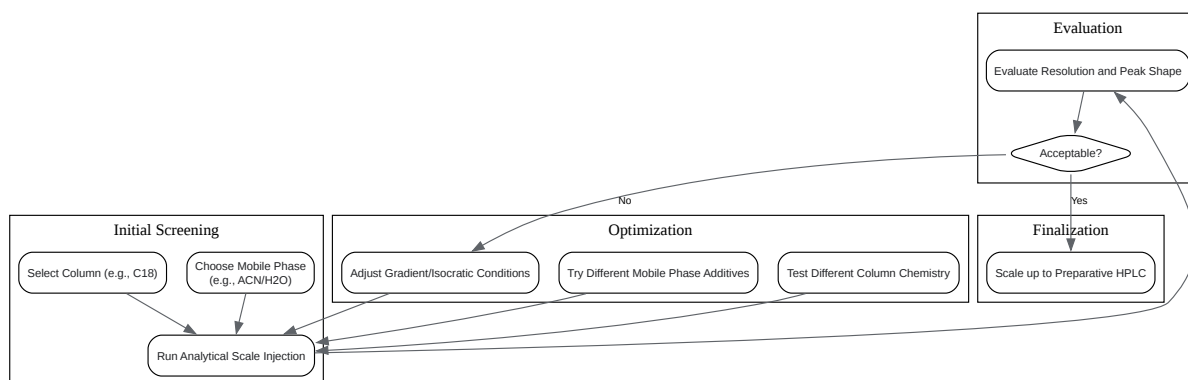 Evaluation
Evaluate Resolution and Peak Shape
Acceptable?
No
Yes
Initial Screening
Select Column (e.g., C18)
Choose Mobile Phase
(e.g., ACN/H2O)
Run Analytical Scale Injection
Optimization
Adjust Gradient/Isocratic Conditions
Try Different Mobile Phase Additives
Test Different Column Chemistry
Finalization
Scale up to Preparative HPLC